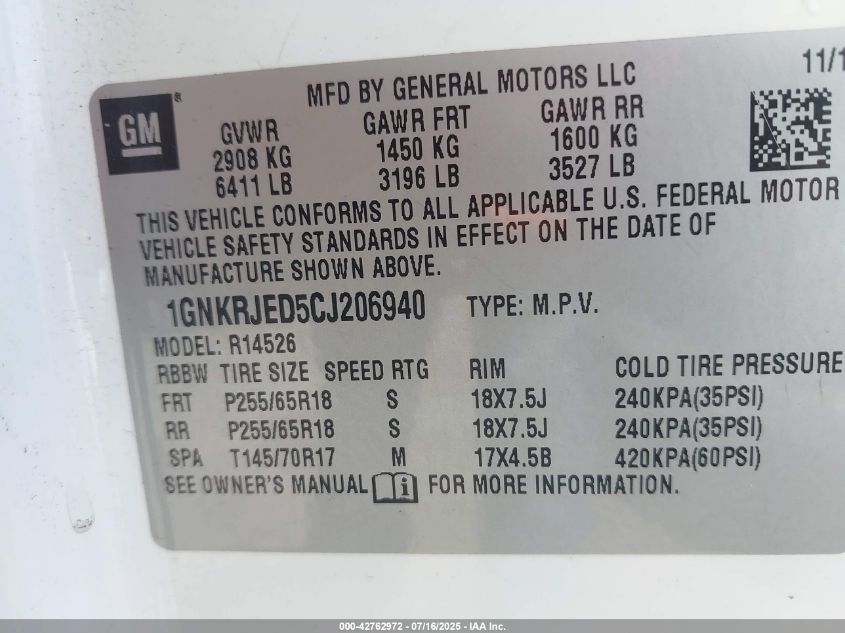 11/1
MFD BY GENERAL MOTORS LLC
GM
®
GVWR GAWR FRT GAWR RR
2908 KG 1450 KG 1600 KG
6411 LB 3196 LB 3527 LB
THIS VEHICLE CONFORMS TO ALL APPLICABLE U.S. FEDERAL MOTOR
VEHICLE SAFETY STANDARDS IN EFFECT ON THE DATE OF
MANUFACTURE SHOWN ABOVE.
1GNKRJED5CJ206940 TYPE: M.P.V.
MODEL: R14526
RBBW TIRE SIZE SPEED RTG RIM COLD TIRE PRESSURE
FRT P255/65R18 S 18X7.5J 240KPA(35PSI)
RR P255/65R18 S 18X7.5J 240KPA(35PSI)
SPA T145/70R17 M 17X4.5B 420KPA(60PSI)
SEE OWNER'S MANUAL i FOR MORE INFORMATION.
000-42762972 - 07/16/2025 - IAA Inc.